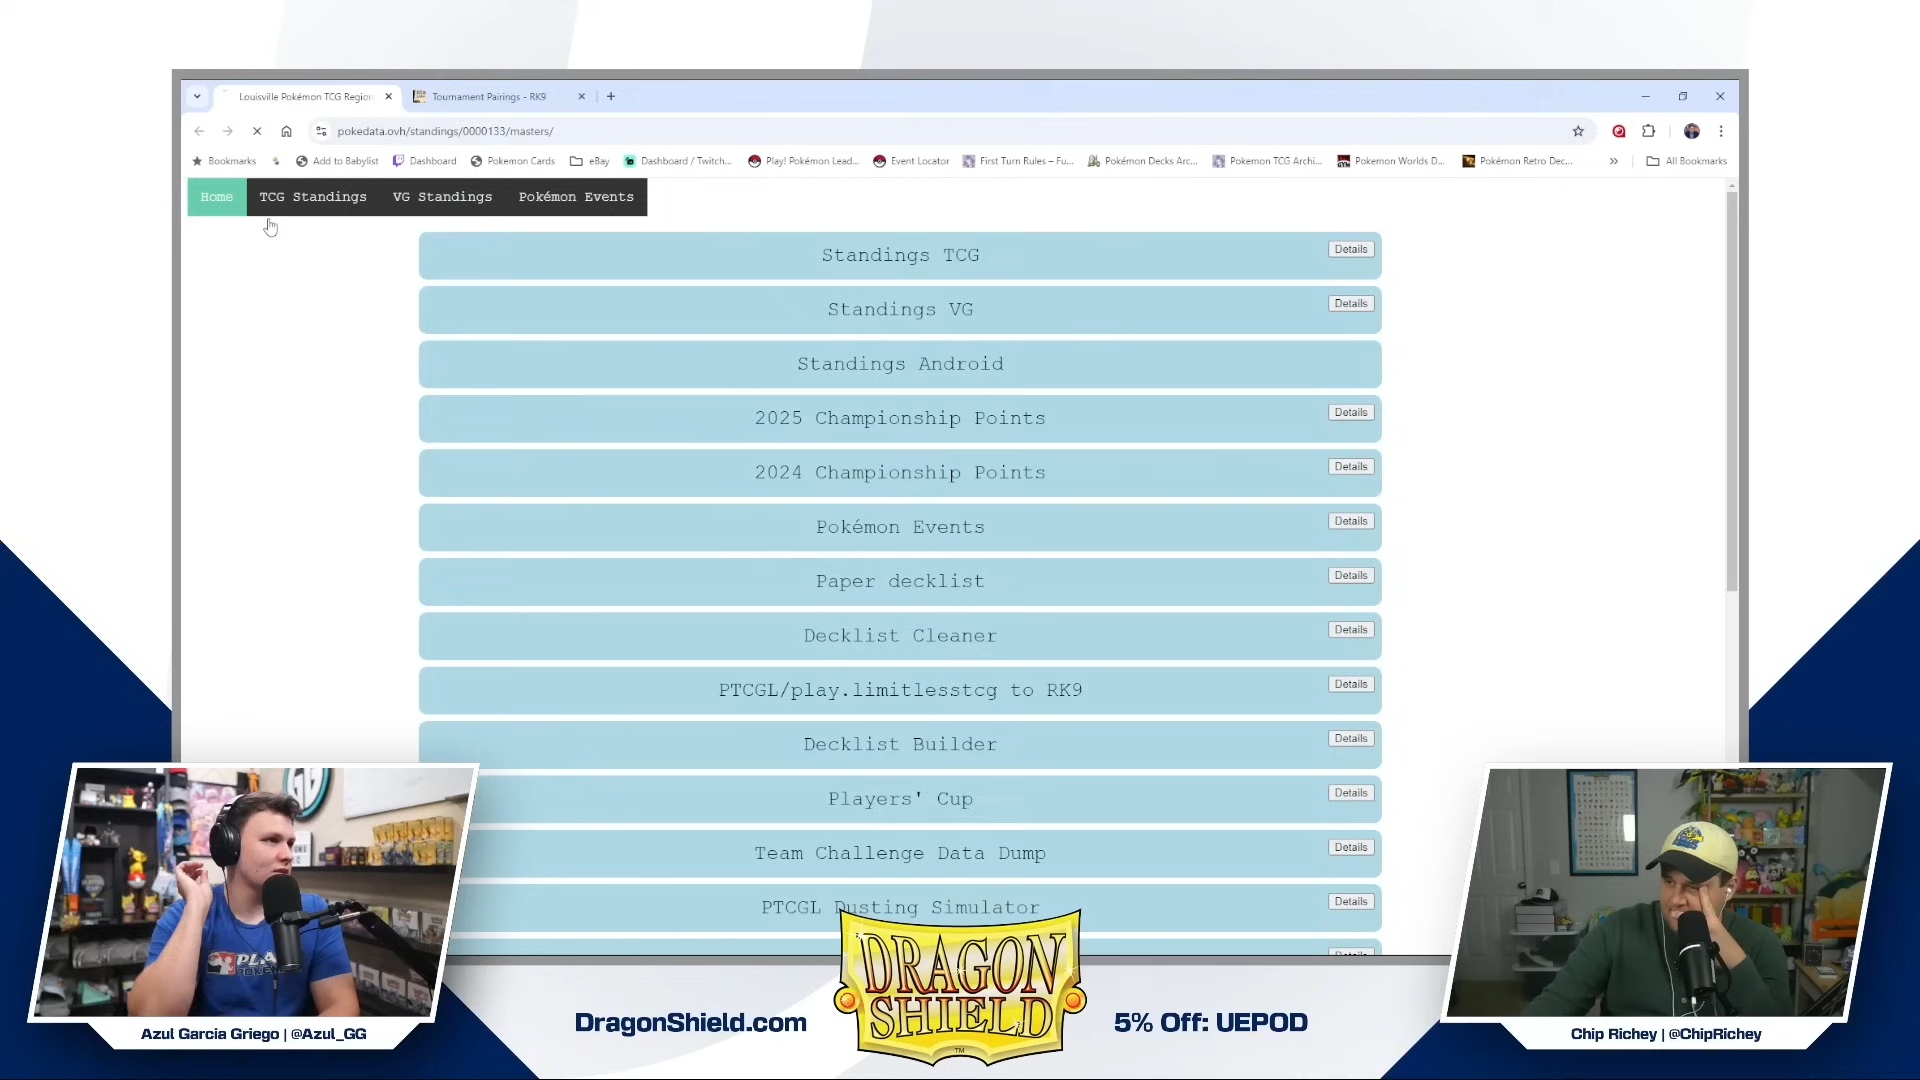 Louisville Pokémon TCG Region
Tournament Pairings - RK9
pokedata.ovh/standings/0000133/masters/
Bookmarks
Add to Babylist
Dashboard
Pokemon Cards
eBay
Dashboard / Twitch...
Play! Pokémon Lead...
Event Locator
First Turn Rules – Fu...
Pokémon Decks Arc...
Pokemon TCG Archi...
Pokemon Worlds D...
Pokémon Retro Dec...
All Bookmarks
Home TCG Standings VG Standings Pokémon Events
Standings TCG
Details
Standings VG
Details
Standings Android
2025 Championship Points
Details
2024 Championship Points
Details
Pokémon Events
Details
Paper decklist
Details
Decklist Cleaner
Details
PTCGL/play.limitlesstcg to RK9
Details
Decklist Builder
Details
Players' Cup
Details
Team Challenge Data Dump
Details
PTCGL Dusting Simulator
Details
Details
DRAGON
SHIELD
TM
DragonShield.com
5% Off: UEPOD
Azul Garcia Griego | @Azul_GG
Chip Richey | @ChipRichey